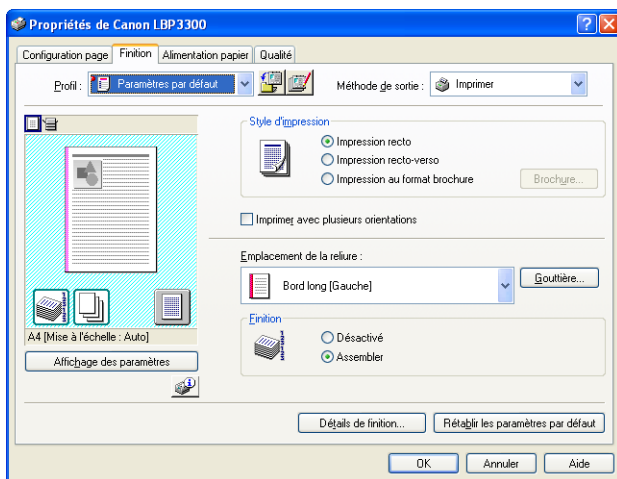 Propriétés de Canon LBP3300
Configuration page Finition Alimentation papier Qualité
Profil : Paramètres par défaut Méthode de sortie : Imprimer
Style d'impression
Impression recto
Impression recto-verso
Impression au format brochure Brochure...
Imprimer avec plusieurs orientations
Emplacement de la reliure :
Bord long [Gauche] Gouttière...
Finition
Désactivé
Assembler
A4 [Mise à l'échelle : Auto]
Affichage des paramètres
Détails de finition... Rétablir les paramètres par défaut
OK Annuler Aide